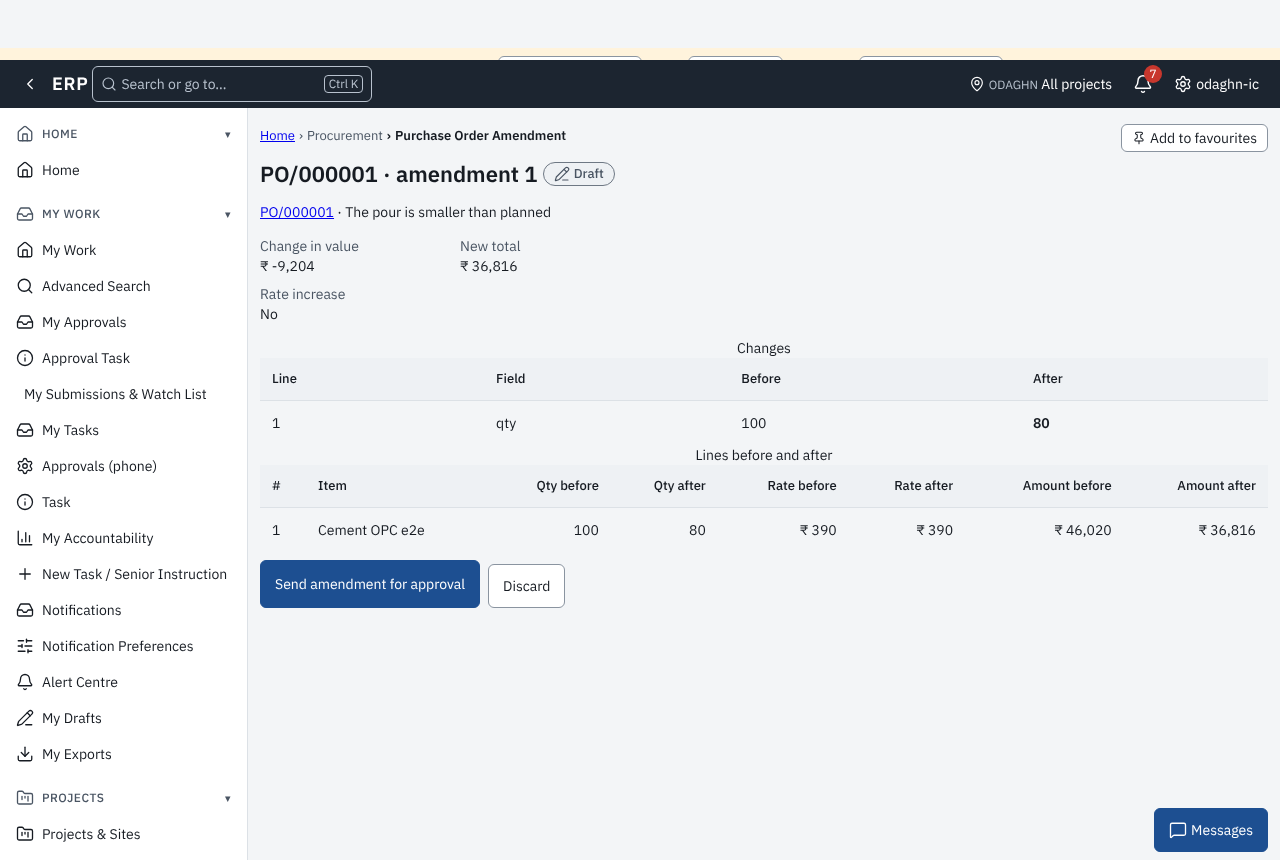 ERP
Search or go to...
Ctrl K
ODAGHN All projects
7
odaghn-ic
HOME
Home
MY WORK
My Work
Advanced Search
My Approvals
Approval Task
My Submissions & Watch List
My Tasks
Approvals (phone)
Task
My Accountability
New Task / Senior Instruction
Notifications
Notification Preferences
Alert Centre
My Drafts
My Exports
PROJECTS
Projects & Sites
Home › Procurement › Purchase Order Amendment
Add to favourites
PO/000001 · amendment 1
Draft
PO/000001 · The pour is smaller than planned
Change in value
₹ -9,204
New total
₹ 36,816
Rate increase
No
Changes
Line Field Before After
1 qty 100 80
Lines before and after
# Item Qty before Qty after Rate before Rate after Amount before Amount after
1 Cement OPC e2e 100 80 ₹ 390 ₹ 390 ₹ 46,020 ₹ 36,816
Send amendment for approval
Discard
Messages